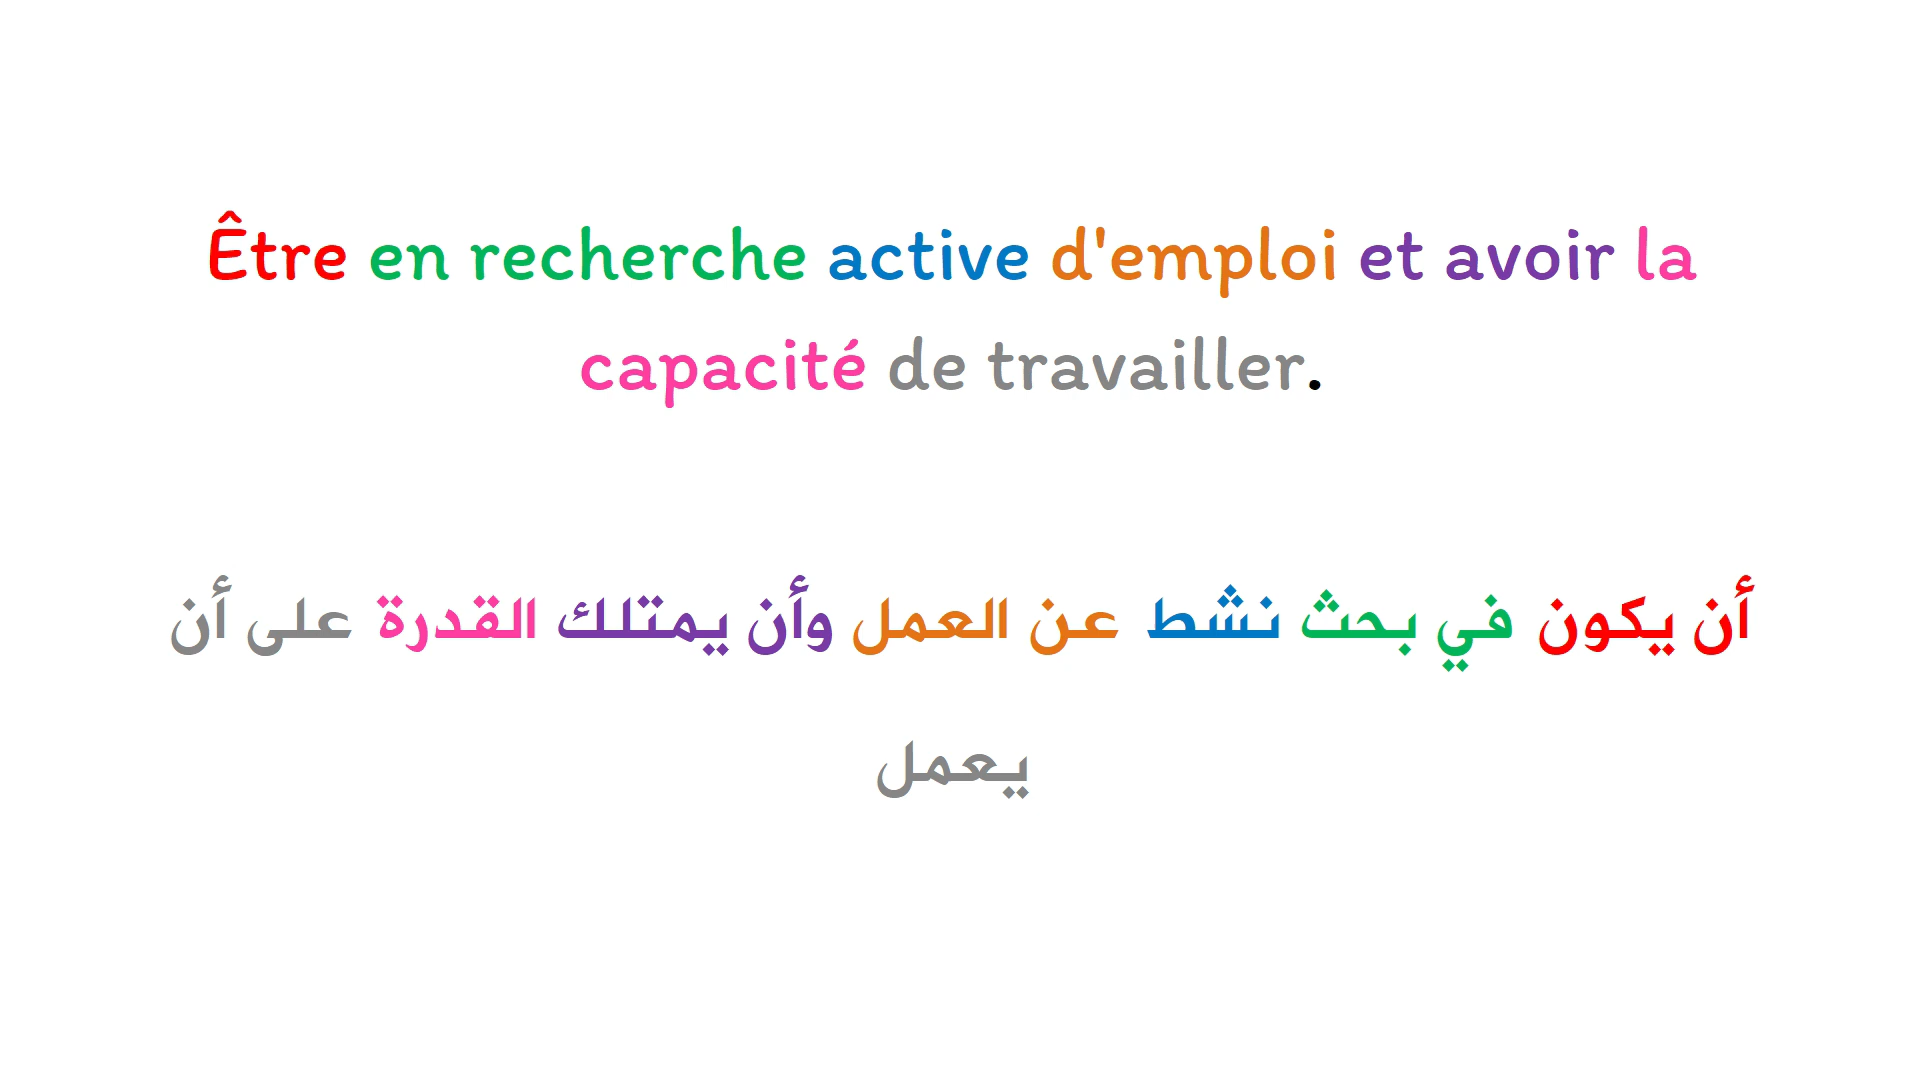 Être en recherche active d'emploi et avoir la
capacité de travailler.
أن يكون في بحث نشط عن العمل وأن يمتلك القدرة على أن
يعمل